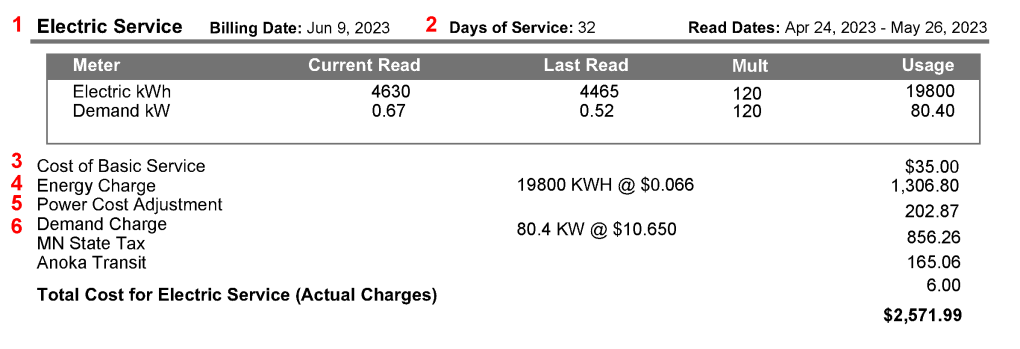 1 Electric Service Billing Date: Jun 9, 2023 2 Days of Service: 32 Read Dates: Apr 24, 2023 - May 26, 2023
Meter Current Read Last Read Mult Usage
Electric kWh 4630 4465 120 19800
Demand kW 0.67 0.52 120 80.40
3 Cost of Basic Service $35.00
4 Energy Charge 19800 KWH @ $0.066 1,306.80
5 Power Cost Adjustment 202.87
6 Demand Charge 80.4 KW @ $10.650 856.26
MN State Tax 165.06
Anoka Transit 6.00
Total Cost for Electric Service (Actual Charges) $2,571.99